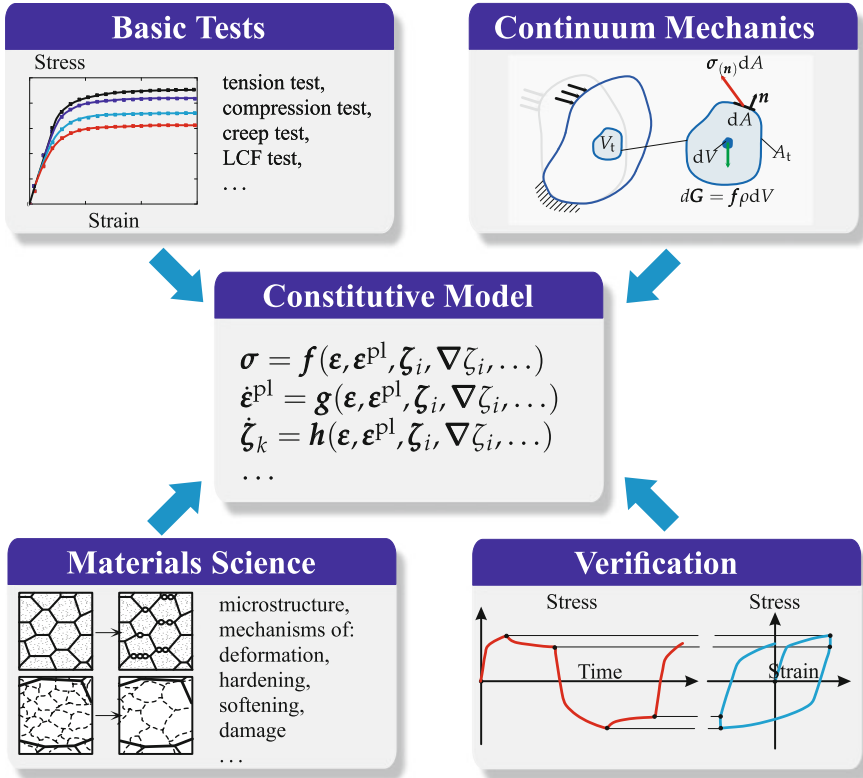 Basic Tests
Stress
Strain
tension test,
compression test,
creep test,
LCF test,
...
Continuum Mechanics
σ(n)dA
n
dA
Vt
dV
At
dG = fρdV
Constitutive Model
σ = f(ε, εᵖˡ, ζᵢ, ∇ζᵢ, ...)
ε̇ᵖˡ = g(ε, εᵖˡ, ζᵢ, ∇ζᵢ, ...)
ζ̇ₖ = h(ε, εᵖˡ, ζᵢ, ∇ζᵢ, ...)
...
Materials Science
microstructure,
mechanisms of:
deformation,
hardening,
softening,
damage
...
Verification
Stress
Time
Stress
Strain